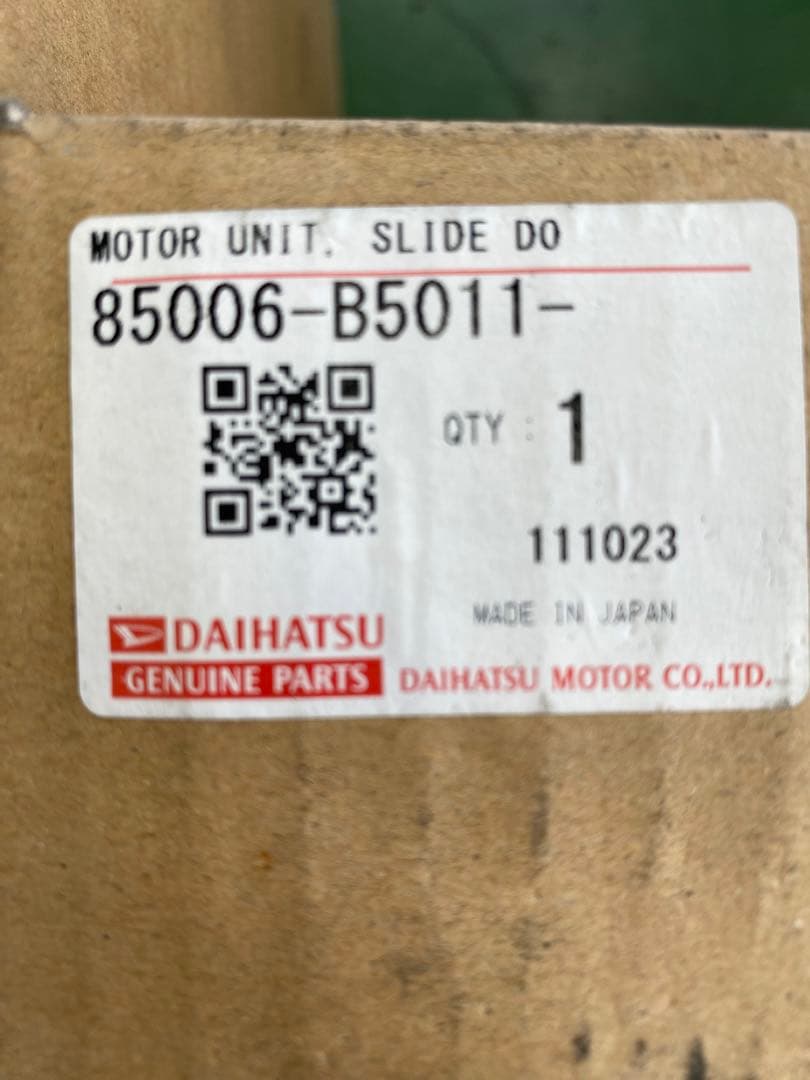 MOTOR UNIT, SLIDE DO
85006-B5011-
QTY : 1
111023
MADE IN JAPAN
DAIHATSU
GENUINE PARTS DAIHATSU MOTOR CO.,LTD.